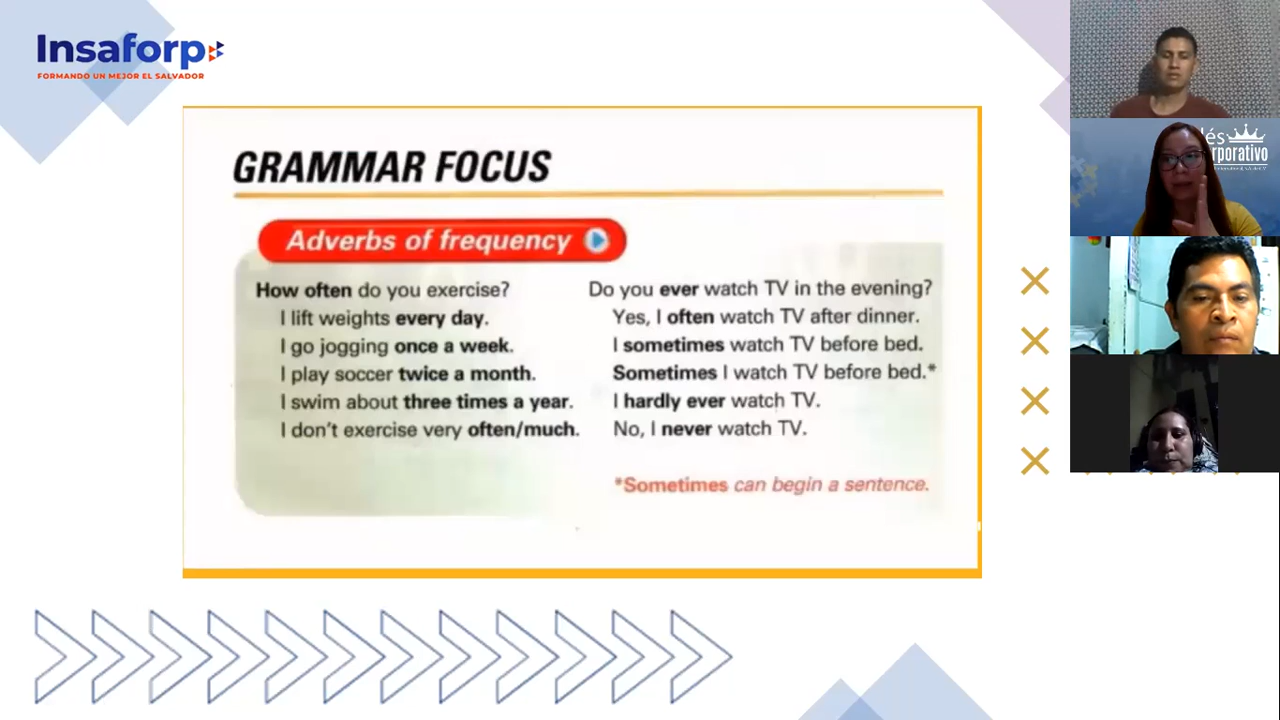 Insaforp
FORMANDO UN MEJOR EL SALVADOR
GRAMMAR FOCUS
Adverbs of frequency
How often do you exercise?
I lift weights every day.
I go jogging once a week.
I play soccer twice a month.
I swim about three times a year.
I don't exercise very often/much.
Do you ever watch TV in the evening?
Yes, I often watch TV after dinner.
I sometimes watch TV before bed.
Sometimes I watch TV before bed.*
I hardly ever watch TV.
No, I never watch TV.
*Sometimes can begin a sentence.